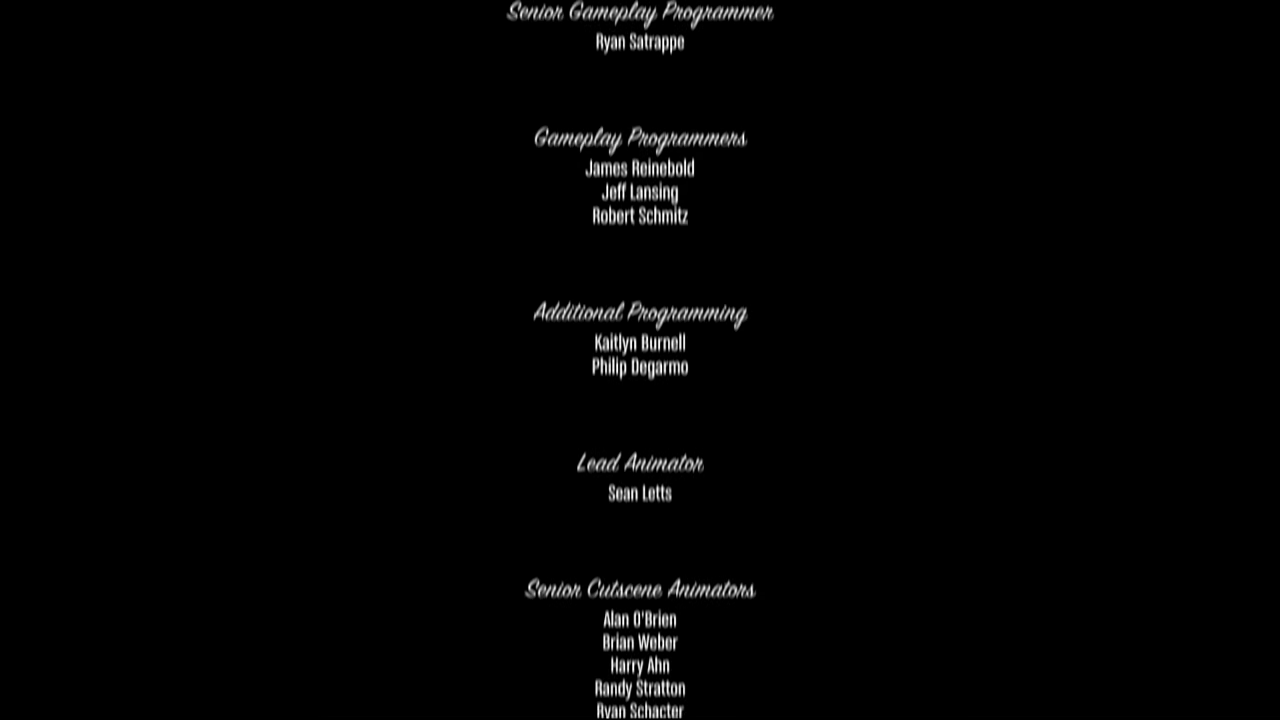 Senior Gameplay Programmer
Ryan Satrappe
Gameplay Programmers
James Reinebold
Jeff Lansing
Robert Schmitz
Additional Programming
Kaitlyn Burnell
Philip Degarmo
Lead Animator
Sean Letts
Senior Cutscene Animators
Alan O'Brien
Brian Weber
Harry Ahn
Randy Stratton
Ryan Schacter